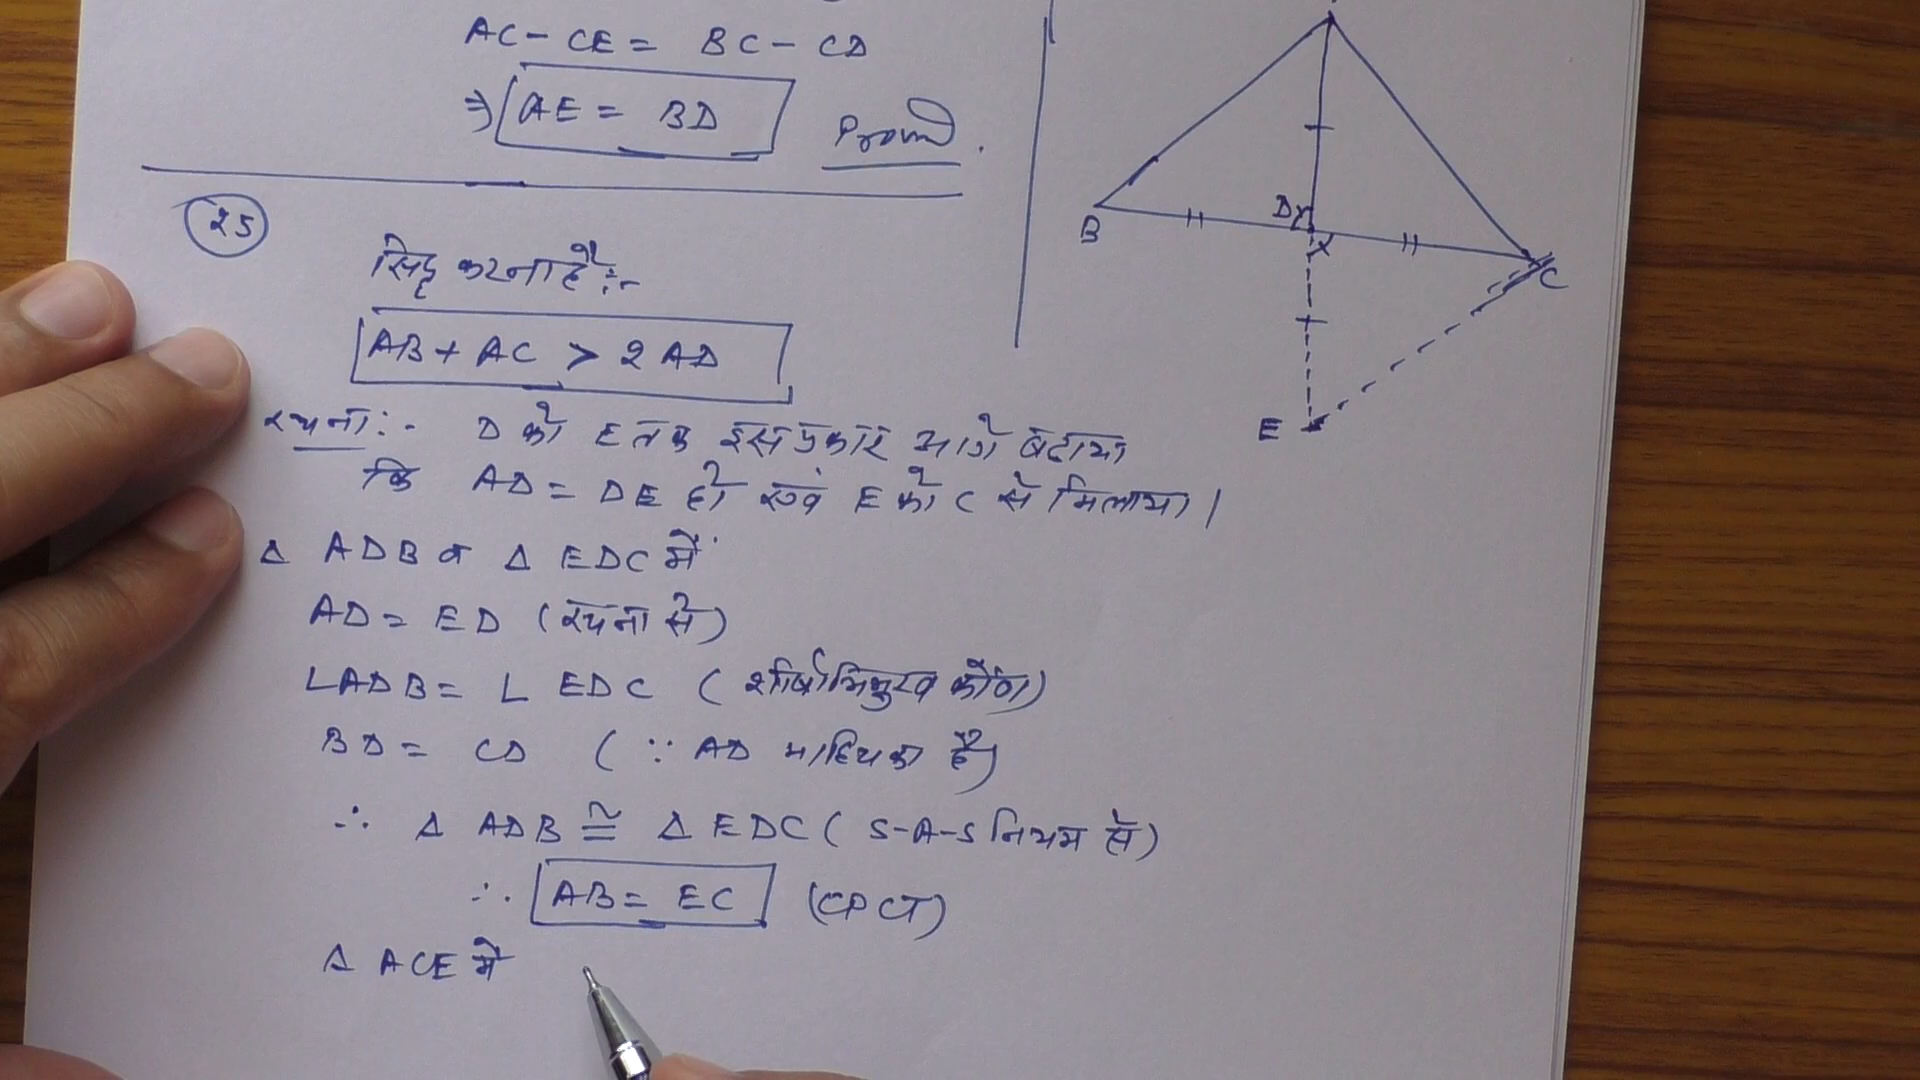 AC - CE = BC - CD
⇒ AE = BD Proved.
25
सिद्ध करना है :-
AB + AC > 2 AD
रचना :- D को E तक इस प्रकार आगे बढाया
कि AD = DE हो एवं E को C से मिलाया।
Δ ADB व Δ EDC में
AD = ED (रचना से)
∠ADB = ∠ EDC (शीर्षाभिमुख कोण)
BD = CD (∵ AD माध्यिका है)
∴ Δ ADB ≅ Δ EDC (S-A-S नियम से)
∴ AB = EC (CPCT)
Δ ACE में
B
D
C
E